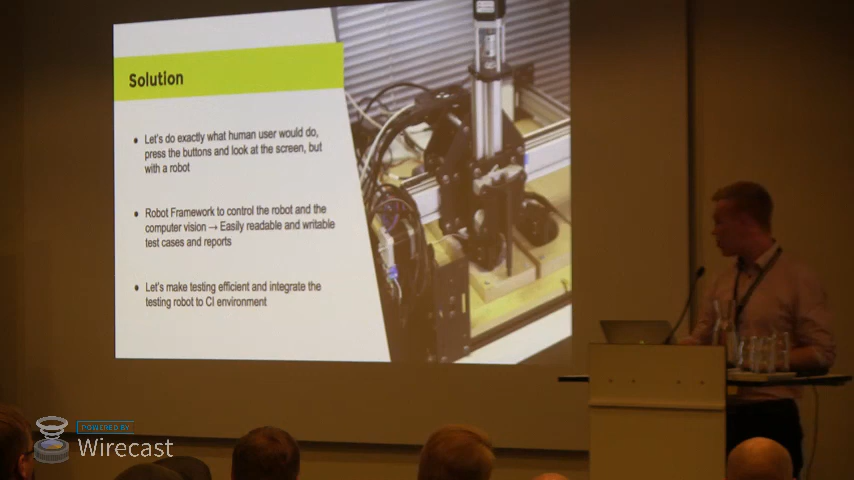 Solution
• Let's do exactly what human user would do,
press the buttons and look at the screen, but
with a robot
• Robot Framework to control the robot and the
computer vision → Easily readable and writable
test cases and reports
• Let's make testing efficient and integrate the
testing robot to CI environment
POWERED BY
Wirecast